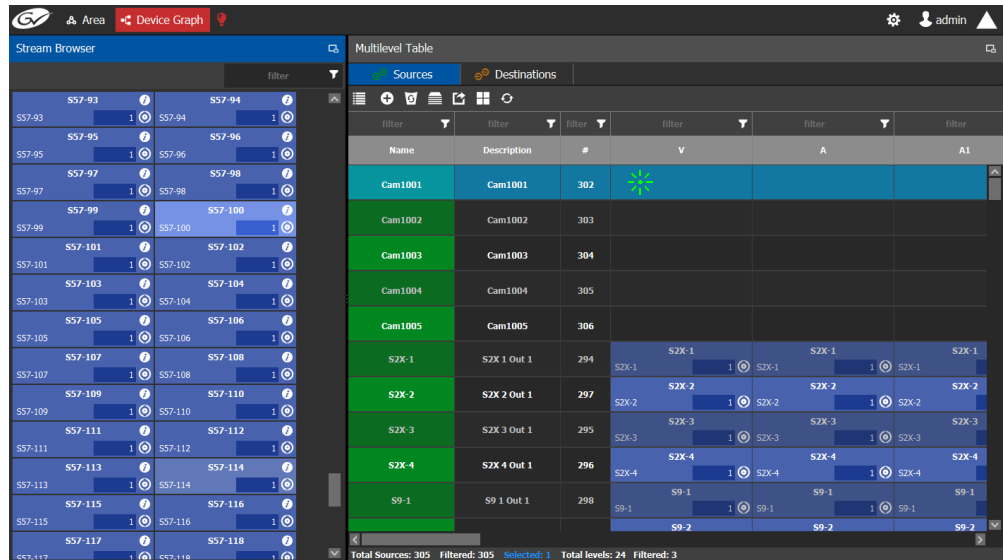 GV Area Device Graph admin
Stream Browser
filter
S57-93 i S57-94 i
S57-93 1 S57-94 1
S57-95 i S57-96 i
S57-95 1 S57-96 1
S57-97 i S57-98 i
S57-97 1 S57-98 1
S57-99 i S57-100 i
S57-99 1 S57-100 1
S57-101 i S57-102 i
S57-101 1 S57-102 1
S57-103 i S57-104 i
S57-103 1 S57-104 1
S57-105 i S57-106 i
S57-105 1 S57-106 1
S57-107 i S57-108 i
S57-107 1 S57-108 1
S57-109 i S57-110 i
S57-109 1 S57-110 1
S57-111 i S57-112 i
S57-111 1 S57-112 1
S57-113 i S57-114 i
S57-113 1 S57-114 1
S57-115 i S57-116 i
S57-115 1 S57-116 1
S57-117 i S57-118 i
S57-117 1 S57-118 1
Multilevel Table
Sources Destinations
filter filter filter filter filter filter
Name Description # V A A1
Cam1001 Cam1001 302
Cam1002 Cam1002 303
Cam1003 Cam1003 304
Cam1004 Cam1004 305
Cam1005 Cam1005 306
S2X-1 S2X 1 Out 1 294 S2X-1 S2X-1 S2X-1
S2X-1 1 S2X-1 1 S2X-1
S2X-2 S2X 2 Out 1 297 S2X-2 S2X-2 S2X-2
S2X-2 1 S2X-2 1 S2X-2
S2X-3 S2X 3 Out 1 295 S2X-3 S2X-3 S2X-3
S2X-3 1 S2X-3 1 S2X-3
S2X-4 S2X 4 Out 1 296 S2X-4 S2X-4 S2X-4
S2X-4 1 S2X-4 1 S2X-4
S9-1 S9 1 Out 1 298 S9-1 S9-1 S9-1
S9-1 1 S9-1 1 S9-1
S9-2 S9-2 S9-2
Total Sources: 305 Filtered: 305 Selected: 1 Total levels: 24 Filtered: 3